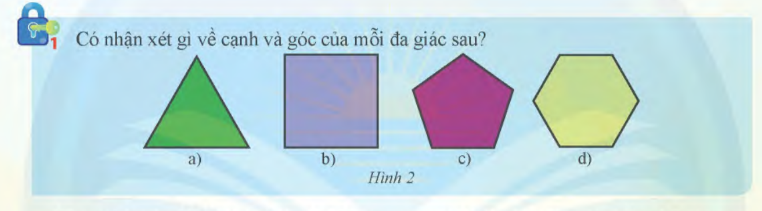 1
Có nhận xét gì về cạnh và góc của mỗi đa giác sau?
a) b) c) d)
Hình 2